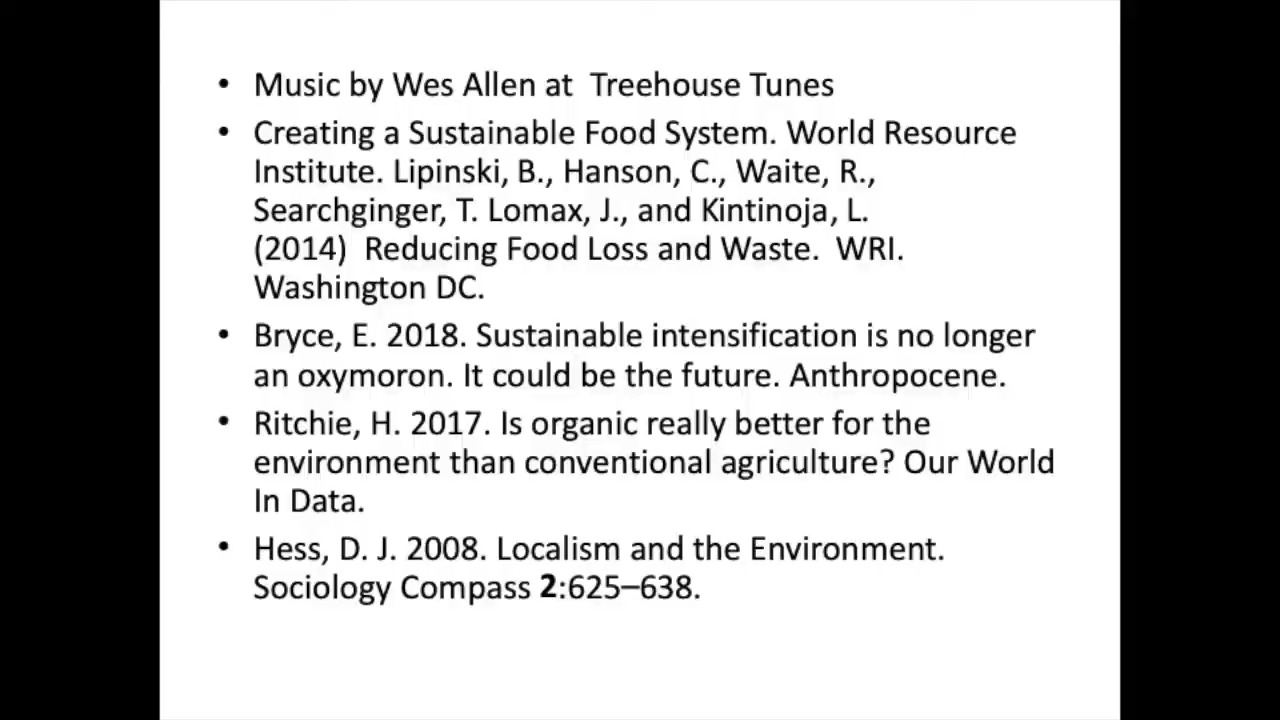 • Music by Wes Allen at  Treehouse Tunes
• Creating a Sustainable Food System. World Resource
Institute. Lipinski, B., Hanson, C., Waite, R.,
Searchginger, T. Lomax, J., and Kintinoja, L.
(2014)  Reducing Food Loss and Waste.  WRI.
Washington DC.
• Bryce, E. 2018. Sustainable intensification is no longer
an oxymoron. It could be the future. Anthropocene.
• Ritchie, H. 2017. Is organic really better for the
environment than conventional agriculture? Our World
In Data.
• Hess, D. J. 2008. Localism and the Environment.
Sociology Compass 2:625–638.